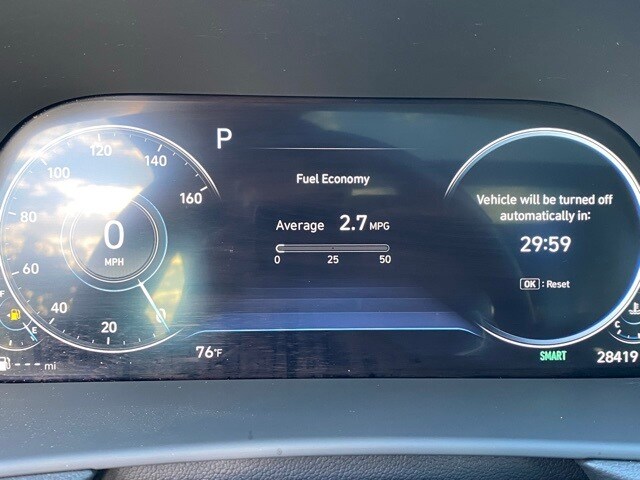 P
120
100
140
80
160
60
40
20
0
0
MPH
F
E
--- mi
Fuel Economy
Average 2.7 MPG
0 25 50
76°F
Vehicle will be turned off
automatically in:
29:59
OK : Reset
C
SMART
28419